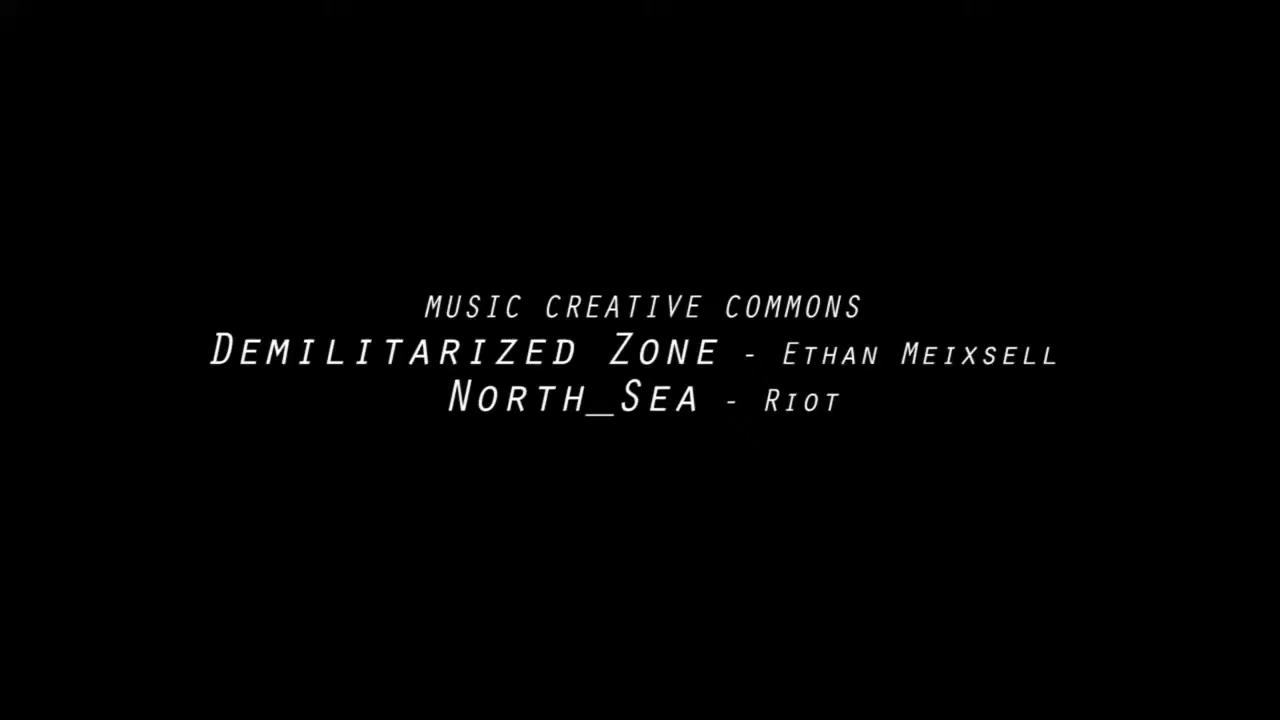 MUSIC CREATIVE COMMONS
DEMILITARIZED ZONE - ETHAN MEIXSELL
NORTH_SEA - RIOT